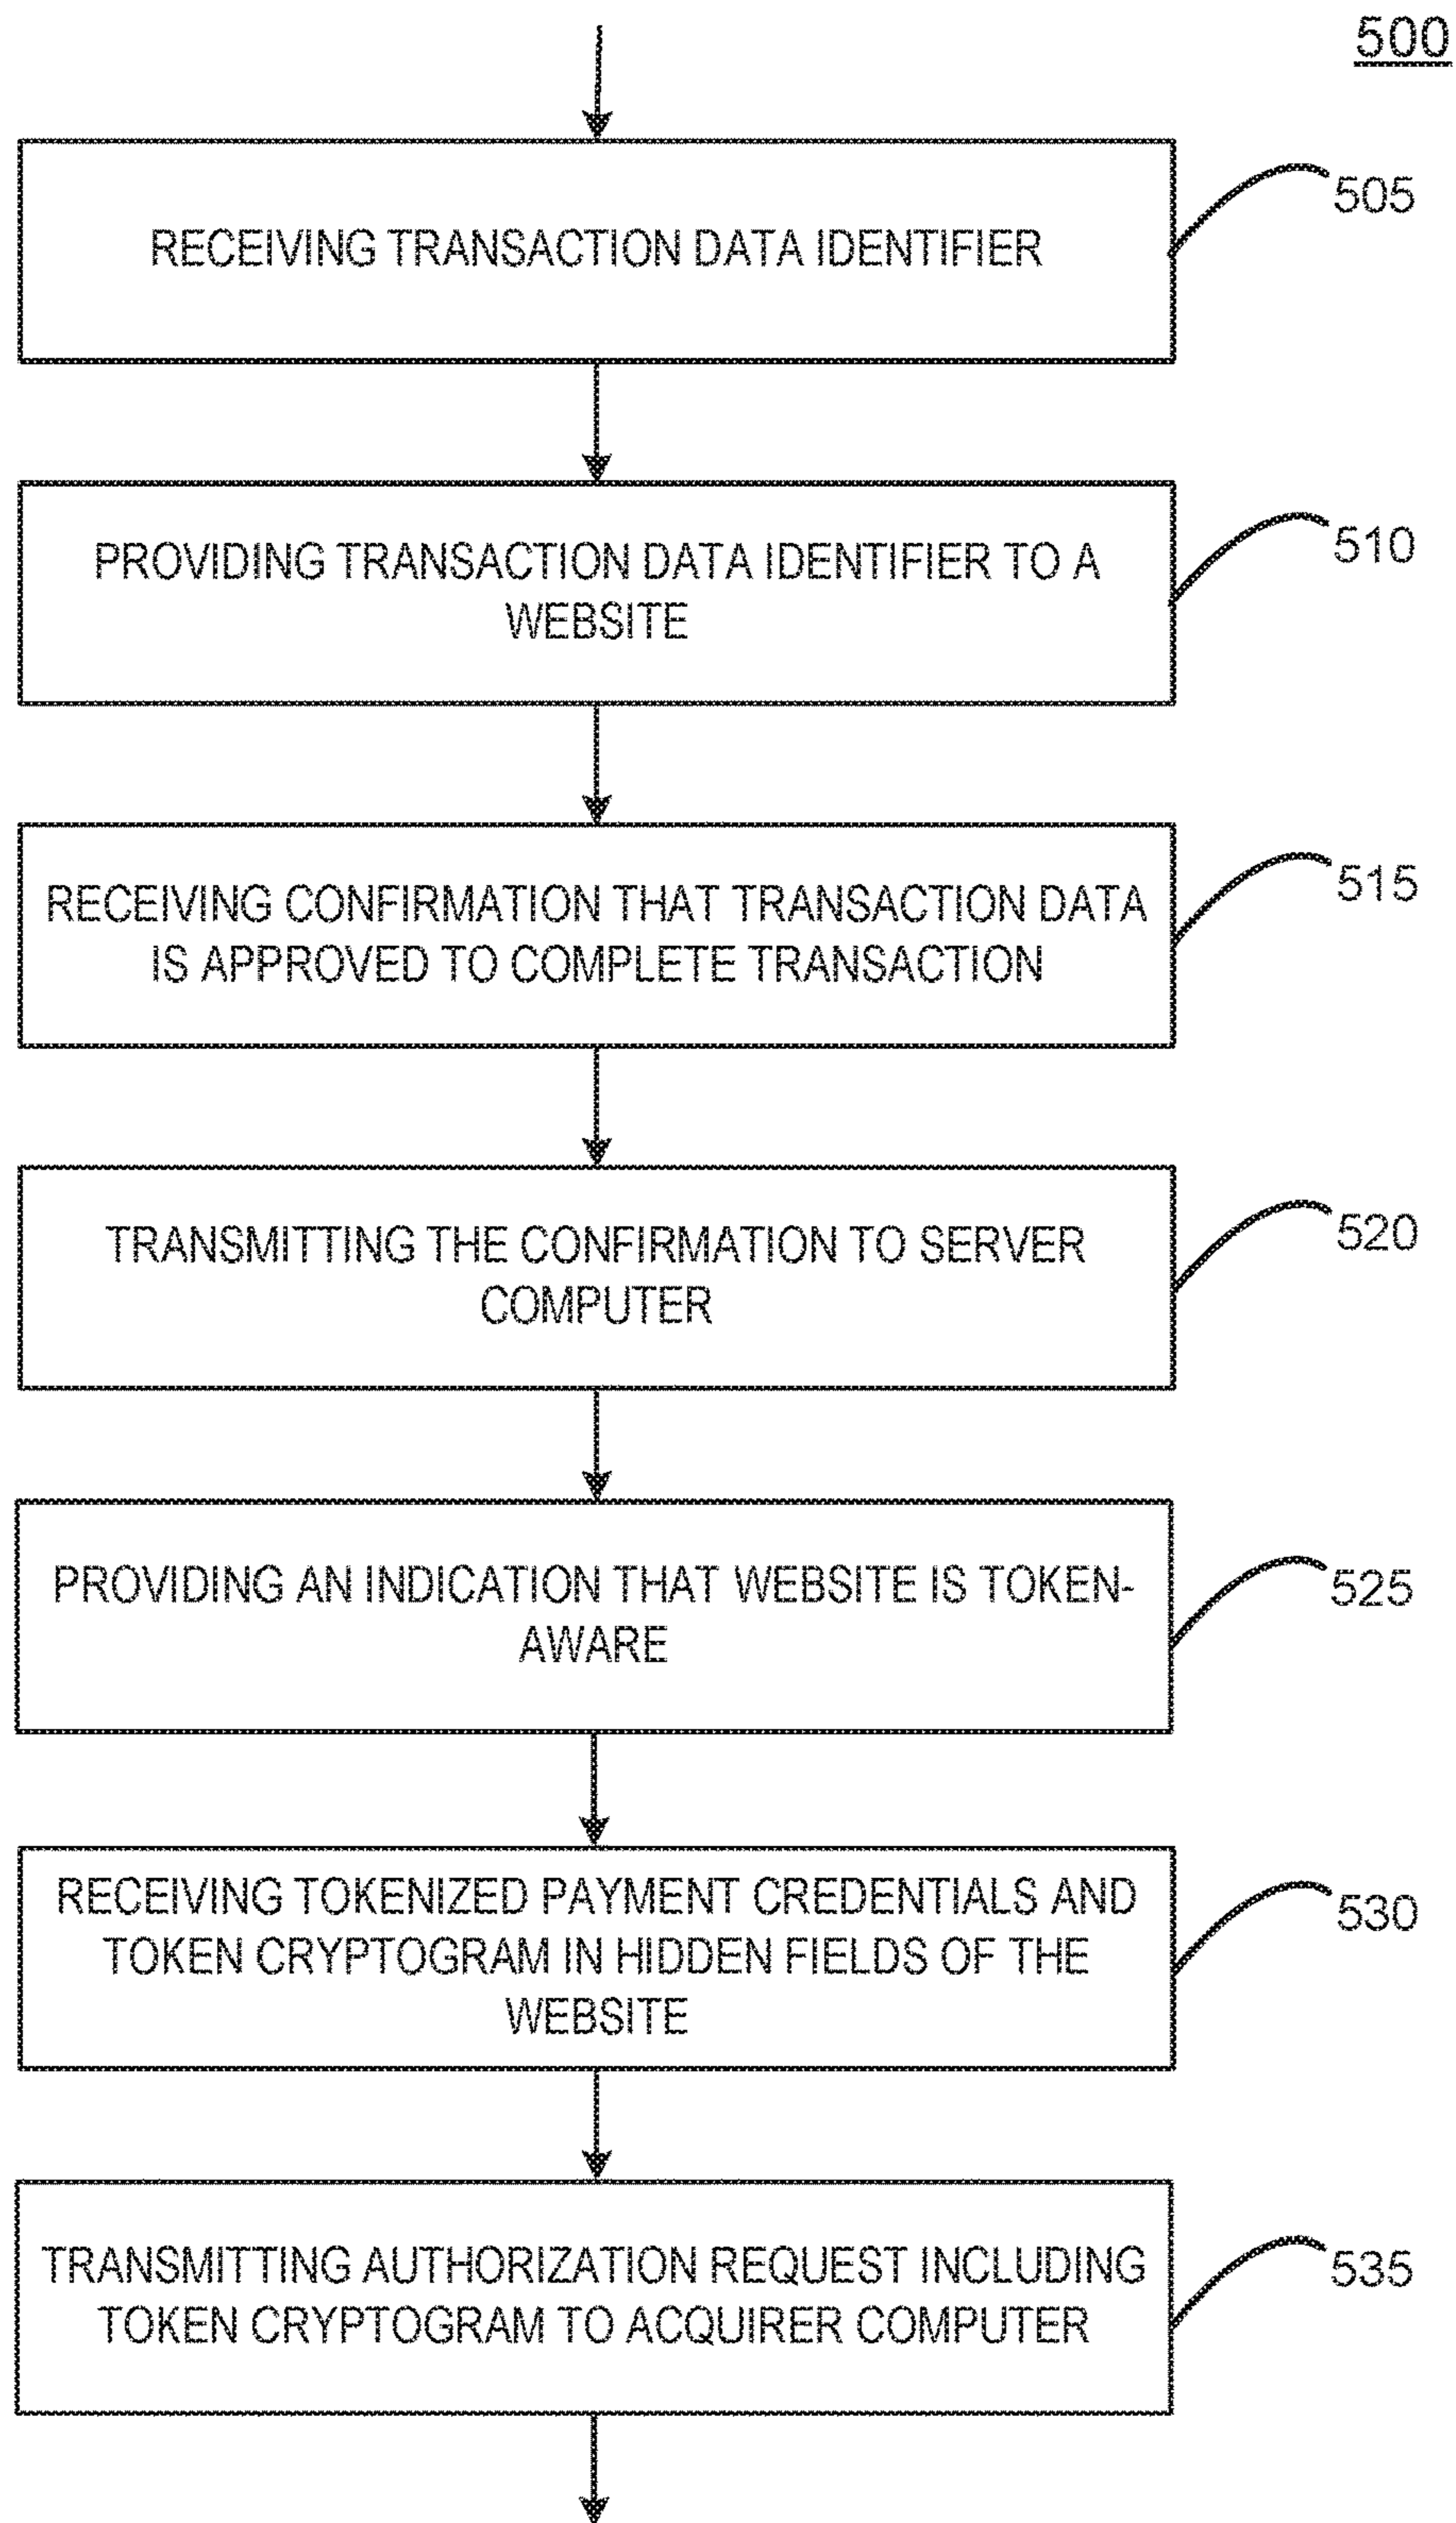 500
RECEIVING TRANSACTION DATA IDENTIFIER
505
PROVIDING TRANSACTION DATA IDENTIFIER TO A
WEBSITE
510
RECEIVING CONFIRMATION THAT TRANSACTION DATA
IS APPROVED TO COMPLETE TRANSACTION
515
TRANSMITTING THE CONFIRMATION TO SERVER
COMPUTER
520
PROVIDING AN INDICATION THAT WEBSITE IS TOKEN-
AWARE
525
RECEIVING TOKENIZED PAYMENT CREDENTIALS AND
TOKEN CRYPTOGRAM IN HIDDEN FIELDS OF THE
WEBSITE
530
TRANSMITTING AUTHORIZATION REQUEST INCLUDING
TOKEN CRYPTOGRAM TO ACQUIRER COMPUTER
535